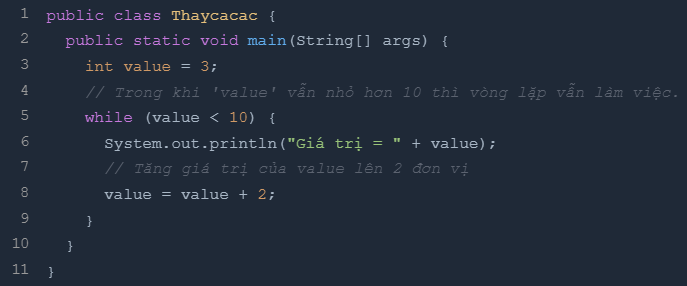 1 public class Thaycacac {
2 public static void main(String[] args) {
3 int value = 3;
4 // Trong khi 'value' vẫn nhỏ hơn 10 thì vòng lặp vẫn làm việc.
5 while (value < 10) {
6 System.out.println("Giá trị = " + value);
7 // Tăng giá trị của value lên 2 đơn vị
8 value = value + 2;
9 }
10 }
11 }